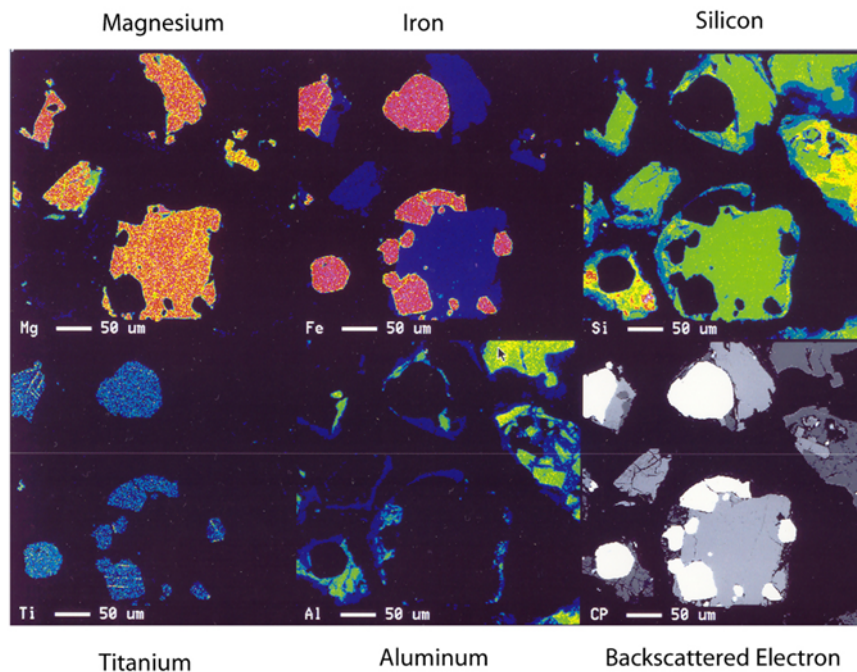 Magnesium Iron Silicon
Mg 50 um Fe 50 um Si 50 um
Ti 50 um Al 50 um CP 50 um
Titanium Aluminum Backscattered Electron